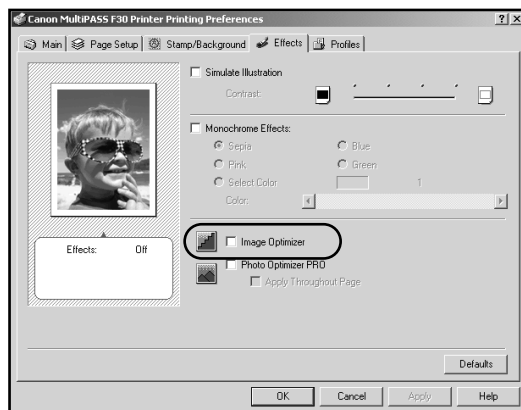 Canon MultiPASS F30 Printer Printing Preferences
Main Page Setup Stamp/Background Effects Profiles
Simulate Illustration
Contrast:
Monochrome Effects:
Sepia Blue
Pink Green
Select Color 1
Color:
Effects: Off
Image Optimizer
Photo Optimizer PRO
Apply Throughout Page
Defaults
OK Cancel Apply Help